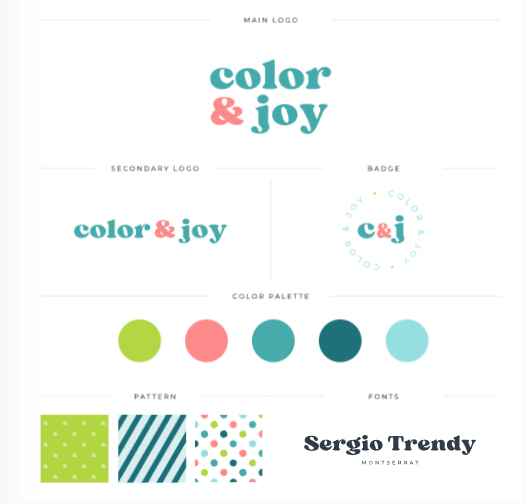 MAIN LOGO
color
& joy
SECONDARY LOGO
BADGE
color & joy
COLOR & JOY
COLOR & JOY
c&j
COLOR PALETTE
PATTERN
FONTS
Sergio Trendy
MONTSERRAT